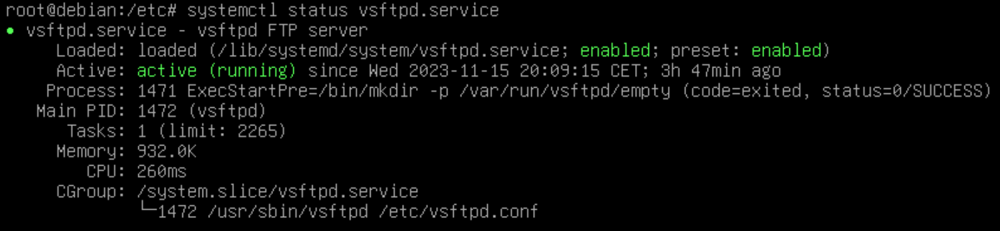 root@debian:/etc# systemctl status vsftpd.service
● vsftpd.service - vsftpd FTP server
Loaded: loaded (/lib/systemd/system/vsftpd.service; enabled; preset: enabled)
Active: active (running) since Wed 2023-11-15 20:09:15 CET; 3h 47min ago
Process: 1471 ExecStartPre=/bin/mkdir -p /var/run/vsftpd/empty (code=exited, status=0/SUCCESS)
Main PID: 1472 (vsftpd)
Tasks: 1 (limit: 2265)
Memory: 932.0K
CPU: 260ms
CGroup: /system.slice/vsftpd.service
└─1472 /usr/sbin/vsftpd /etc/vsftpd.conf